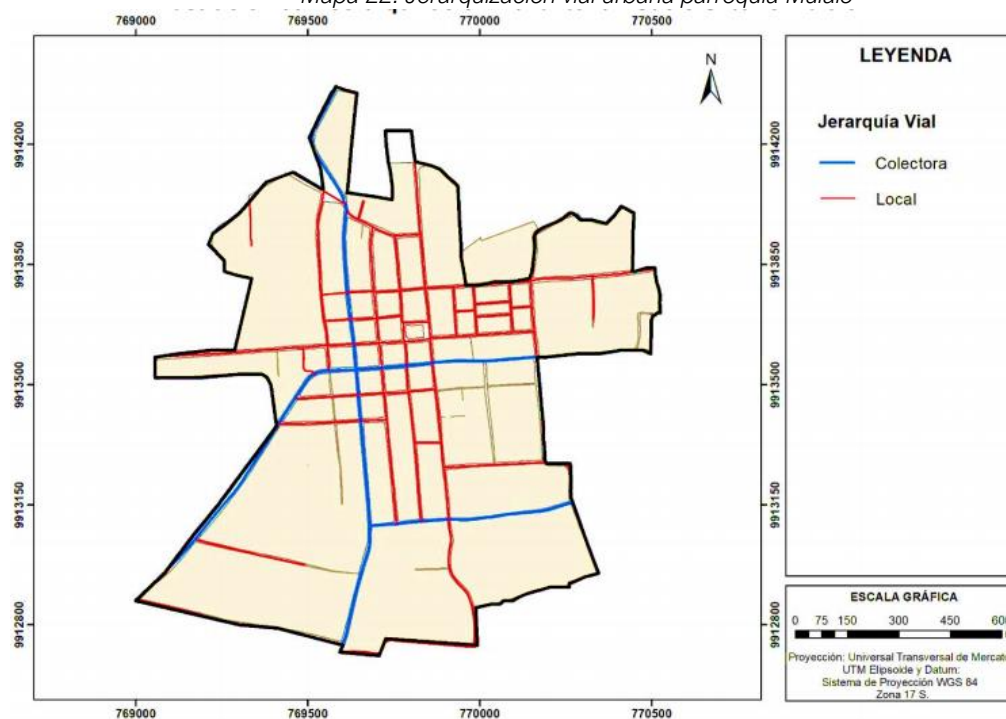 Mapa 22. Jerarquización vial urbana parroquia Mulaló
769000 769500 770000 770500
LEYENDA
N
Jerarquía Vial
Colectora
Local
9914200 9914200
9913850 9913850
9913500 9913500
9913150 9913150
9912800 9912800
ESCALA GRÁFICA
0 75 150 300 450 600
Proyección: Universal Transversal de Mercat
UTM Elipsoide y Datum:
Sistema de Proyección WGS 84
Zona 17 S.
769000 769500 770000 770500